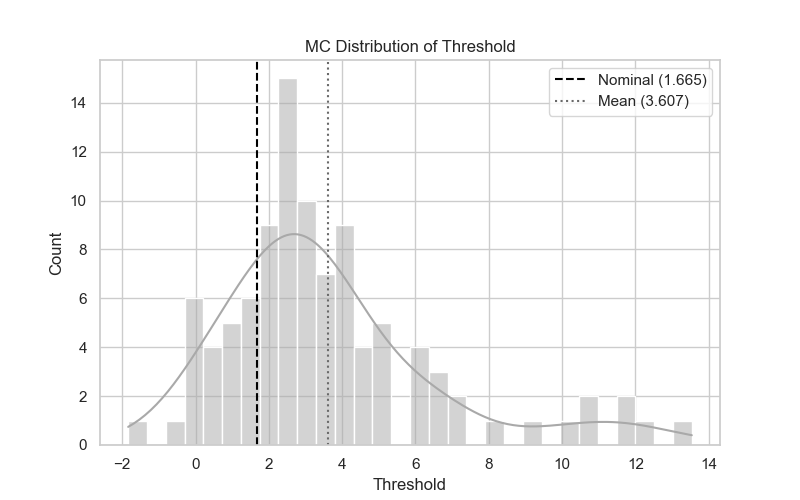 MC Distribution of Threshold
Nominal (1.665)
Mean (3.607)
Count
14
12
10
8
6
4
2
0
−2 0 2 4 6 8 10 12 14
Threshold